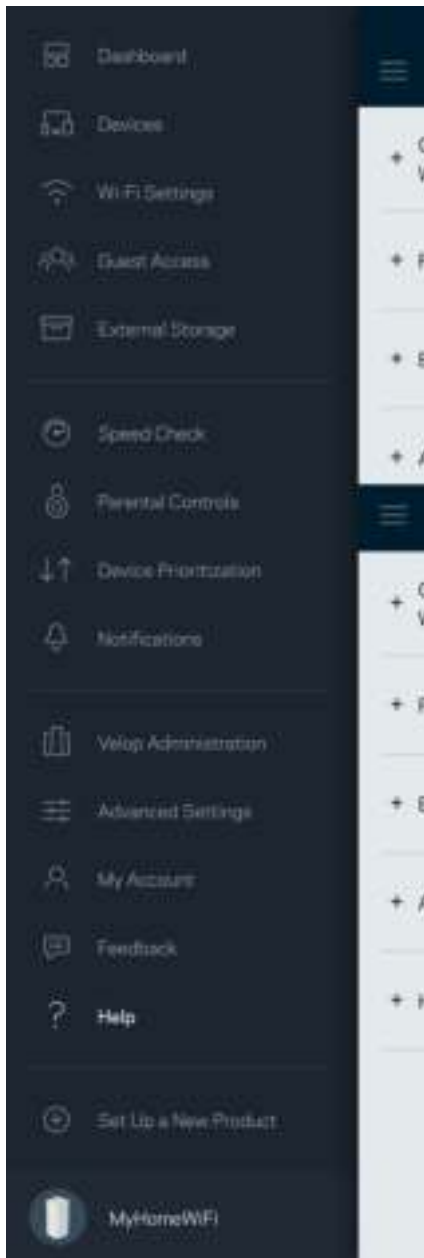 Dashboard
Devices
Wi-Fi Settings
Guest Access
External Storage
Speed Check
Parental Controls
Device Prioritization
Notifications
Velop Administration
Advanced Settings
My Account
Feedback
? Help
Set Up a New Product
MyHomeWiFi